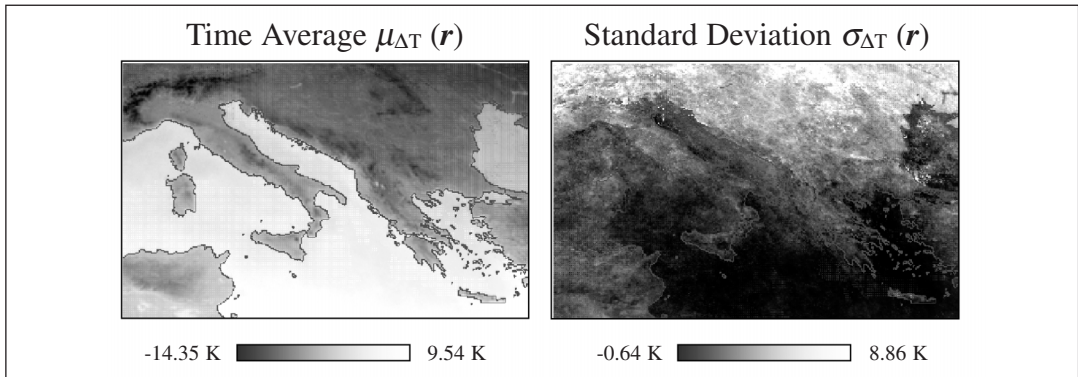 Time Average μΔT (r)
Standard Deviation σΔT (r)
-14.35 K 9.54 K
-0.64 K 8.86 K